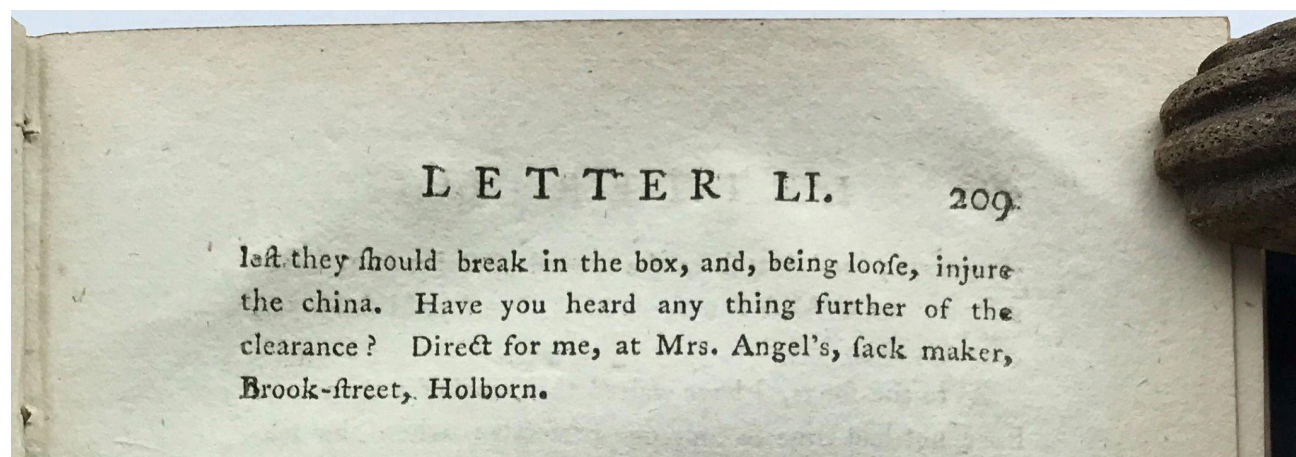 LETTER LI. 209
leſt they ſhould break in the box, and, being looſe, injure
the china. Have you heard any thing further of the
clearance? Direct for me, at Mrs. Angel's, ſack maker,
Brook-ſtreet, Holborn.